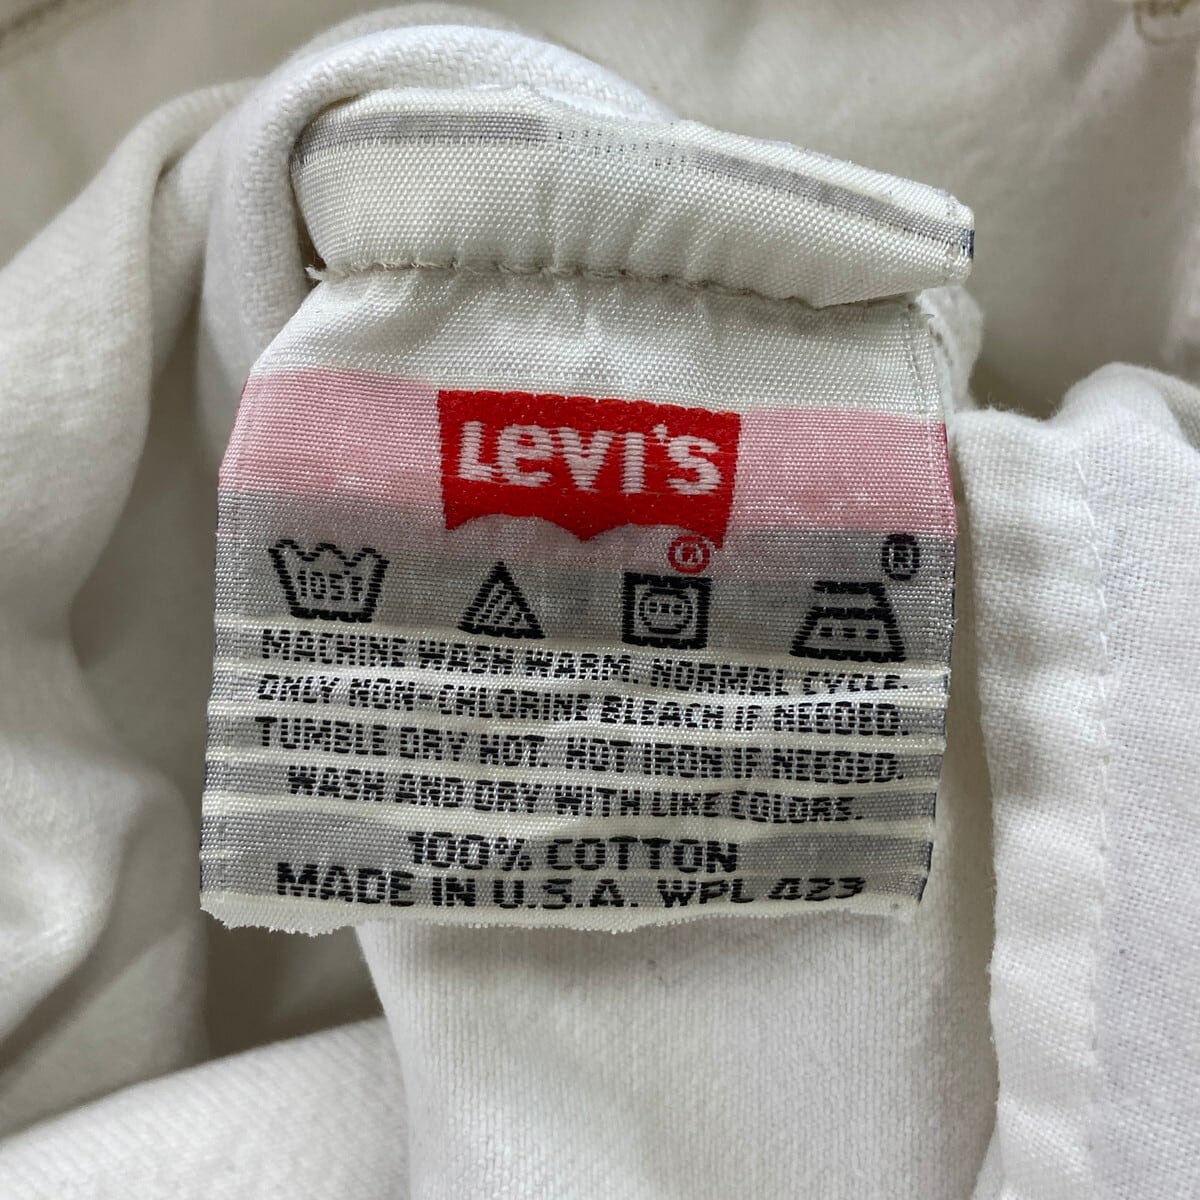 Levi's
®
®
105°F
MACHINE WASH WARM, NORMAL CYCLE.
ONLY NON-CHLORINE BLEACH IF NEEDED.
TUMBLE DRY HOT. HOT IRON IF NEEDED.
WASH AND DRY WITH LIKE COLORS.
100% COTTON
MADE IN U.S.A. WPL 423